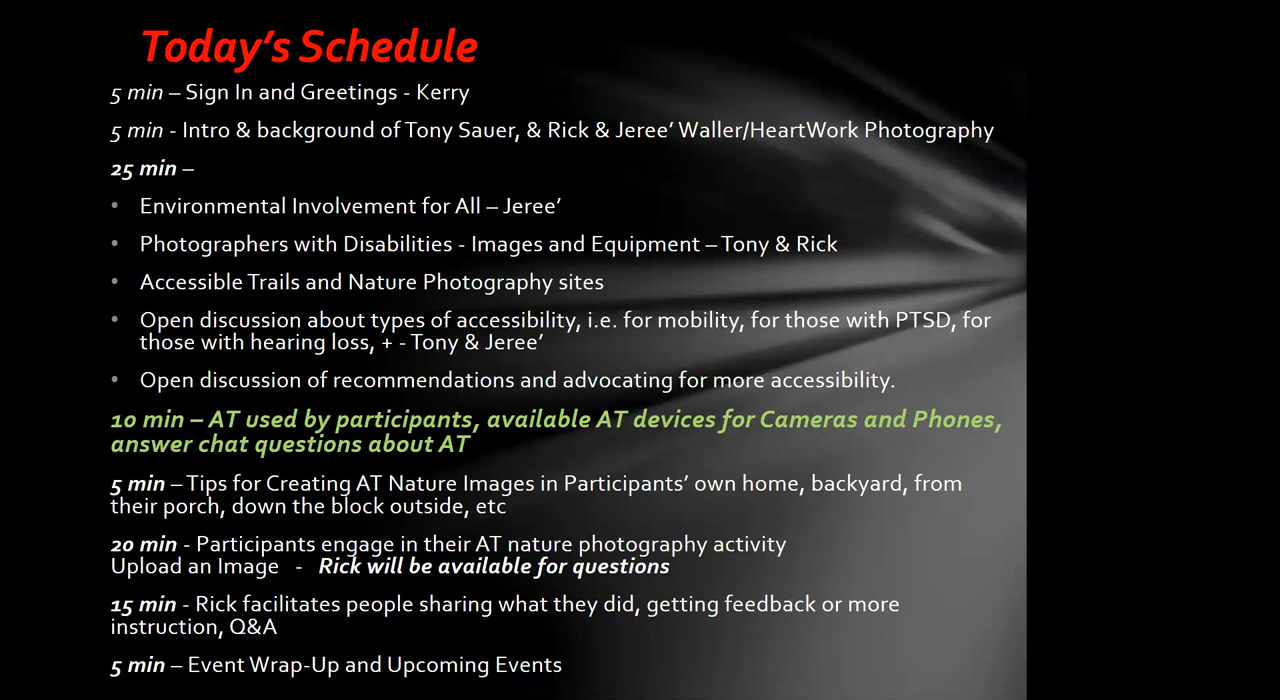 Today's Schedule
5 min – Sign In and Greetings - Kerry
5 min - Intro & background of Tony Sauer, & Rick & Jeree' Waller/HeartWork Photography
25 min –
• Environmental Involvement for All – Jeree'
• Photographers with Disabilities - Images and Equipment – Tony & Rick
• Accessible Trails and Nature Photography sites
• Open discussion about types of accessibility, i.e. for mobility, for those with PTSD, for
those with hearing loss, + - Tony & Jeree'
• Open discussion of recommendations and advocating for more accessibility.
10 min – AT used by participants, available AT devices for Cameras and Phones,
answer chat questions about AT
5 min – Tips for Creating AT Nature Images in Participants' own home, backyard, from
their porch, down the block outside, etc
20 min - Participants engage in their AT nature photography activity
Upload an Image - Rick will be available for questions
15 min - Rick facilitates people sharing what they did, getting feedback or more
instruction, Q&A
5 min – Event Wrap-Up and Upcoming Events